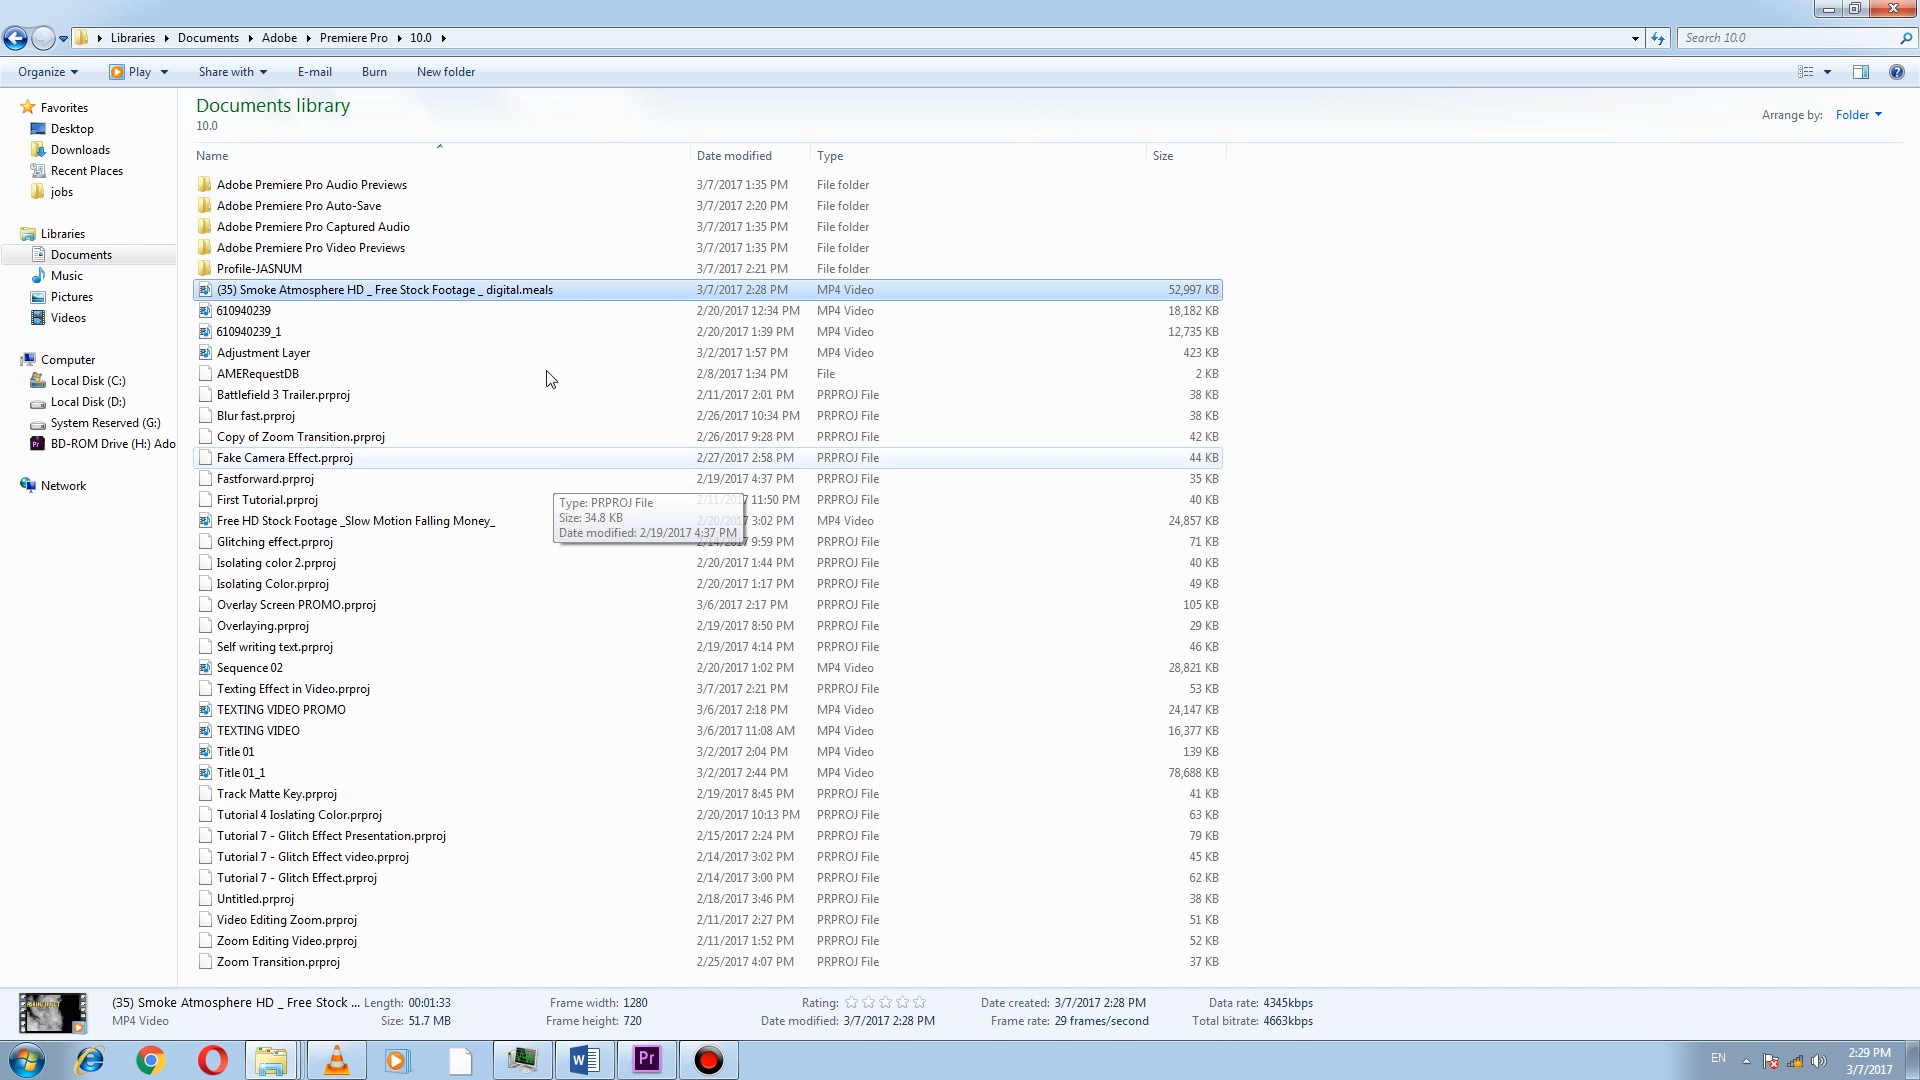 Libraries Documents Adobe Premiere Pro 10.0
Search 10.0
Organize Play Share with E-mail Burn New folder
Favorites
Desktop
Downloads
Recent Places
jobs
Libraries
Documents
Music
Pictures
Videos
Computer
Local Disk (C:)
Local Disk (D:)
System Reserved (G:)
BD-ROM Drive (H:) Ado
Network
Documents library
10.0
Arrange by: Folder
Name Date modified Type Size
Adobe Premiere Pro Audio Previews 3/7/2017 1:35 PM File folder
Adobe Premiere Pro Auto-Save 3/7/2017 2:20 PM File folder
Adobe Premiere Pro Captured Audio 3/7/2017 1:35 PM File folder
Adobe Premiere Pro Video Previews 3/7/2017 1:35 PM File folder
Profile-JASNUM 3/7/2017 2:21 PM File folder
(35) Smoke Atmosphere HD _ Free Stock Footage _ digital.meals 3/7/2017 2:28 PM MP4 Video 52,997 KB
610940239 2/20/2017 12:34 PM MP4 Video 18,182 KB
610940239_1 2/20/2017 1:39 PM MP4 Video 12,735 KB
Adjustment Layer 3/2/2017 1:57 PM MP4 Video 423 KB
AMERequestDB 2/8/2017 1:34 PM File 2 KB
Battlefield 3 Trailer.prproj 2/11/2017 2:01 PM PRPROJ File 38 KB
Blur fast.prproj 2/26/2017 10:34 PM PRPROJ File 38 KB
Copy of Zoom Transition.prproj 2/26/2017 9:28 PM PRPROJ File 42 KB
Fake Camera Effect.prproj 2/27/2017 2:58 PM PRPROJ File 44 KB
Fastforward.prproj 2/19/2017 4:37 PM PRPROJ File 35 KB
First Tutorial.prproj 2/11/2017 11:50 PM PRPROJ File 40 KB
Free HD Stock Footage _Slow Motion Falling Money_ 2/20/2017 3:02 PM MP4 Video 24,857 KB
Glitching effect.prproj 2/14/2017 9:59 PM PRPROJ File 71 KB
Type: PRPROJ File
Size: 34.8 KB
Date modified: 2/19/2017 4:37 PM
Isolating color 2.prproj 2/20/2017 1:44 PM PRPROJ File 40 KB
Isolating Color.prproj 2/20/2017 1:17 PM PRPROJ File 49 KB
Overlay Screen PROMO.prproj 3/6/2017 2:17 PM PRPROJ File 105 KB
Overlaying.prproj 2/19/2017 8:50 PM PRPROJ File 29 KB
Self writing text.prproj 2/19/2017 4:14 PM PRPROJ File 46 KB
Sequence 02 2/20/2017 1:02 PM MP4 Video 28,821 KB
Texting Effect in Video.prproj 3/7/2017 2:21 PM PRPROJ File 53 KB
TEXTING VIDEO PROMO 3/6/2017 2:18 PM MP4 Video 24,147 KB
TEXTING VIDEO 3/6/2017 11:08 AM MP4 Video 16,377 KB
Title 01 3/2/2017 2:04 PM MP4 Video 139 KB
Title 01_1 3/2/2017 2:44 PM MP4 Video 78,688 KB
Track Matte Key.prproj 2/19/2017 8:45 PM PRPROJ File 41 KB
Tutorial 4 Ioslating Color.prproj 2/20/2017 10:13 PM PRPROJ File 63 KB
Tutorial 7 - Glitch Effect Presentation.prproj 2/15/2017 2:24 PM PRPROJ File 79 KB
Tutorial 7 - Glitch Effect video.prproj 2/14/2017 3:02 PM PRPROJ File 45 KB
Tutorial 7 - Glitch Effect.prproj 2/14/2017 3:00 PM PRPROJ File 62 KB
Untitled.prproj 2/18/2017 3:46 PM PRPROJ File 38 KB
Video Editing Zoom.prproj 2/11/2017 2:27 PM PRPROJ File 51 KB
Zoom Editing Video.prproj 2/11/2017 1:52 PM PRPROJ File 52 KB
Zoom Transition.prproj 2/25/2017 4:07 PM PRPROJ File 37 KB
(35) Smoke Atmosphere HD _ Free Stock ... Length: 00:01:33 Frame width: 1280 Rating: Date created: 3/7/2017 2:28 PM Data rate: 4345kbps
MP4 Video Size: 51.7 MB Frame height: 720 Date modified: 3/7/2017 2:28 PM Frame rate: 29 frames/second Total bitrate: 4663kbps
Pr
EN
2:29 PM
3/7/2017